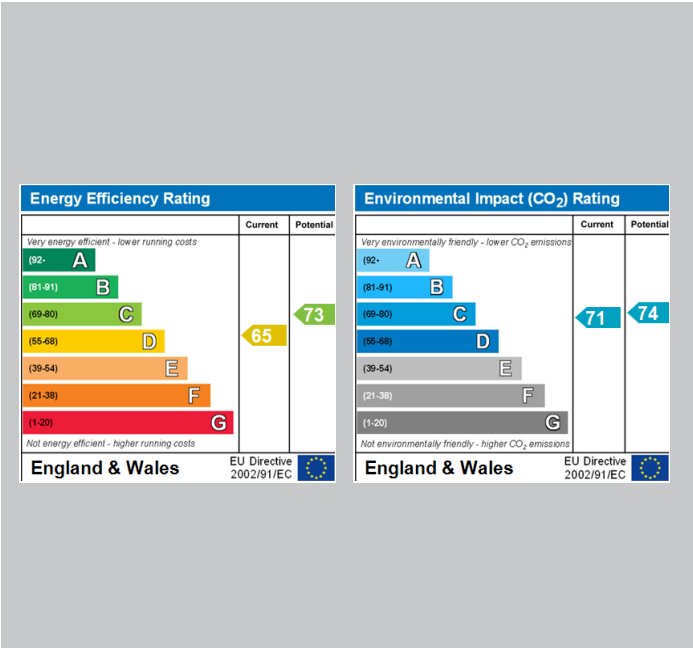 Energy Efficiency Rating
Current Potential
Very energy efficient - lower running costs
(92- A
(81-91) B
(69-80) C
73
(55-68) D
65
(39-54) E
(21-38) F
(1-20) G
Not energy efficient - higher running costs
England & Wales
EU Directive
2002/91/EC
Environmental Impact (CO2) Rating
Current Potential
Very environmentally friendly - lower CO2 emissions
(92- A
(81-91) B
(69-80) C
71
74
(55-68) D
(39-54) E
(21-38) F
(1-20) G
Not environmentally friendly - higher CO2 emissions
England & Wales
EU Directive
2002/91/EC